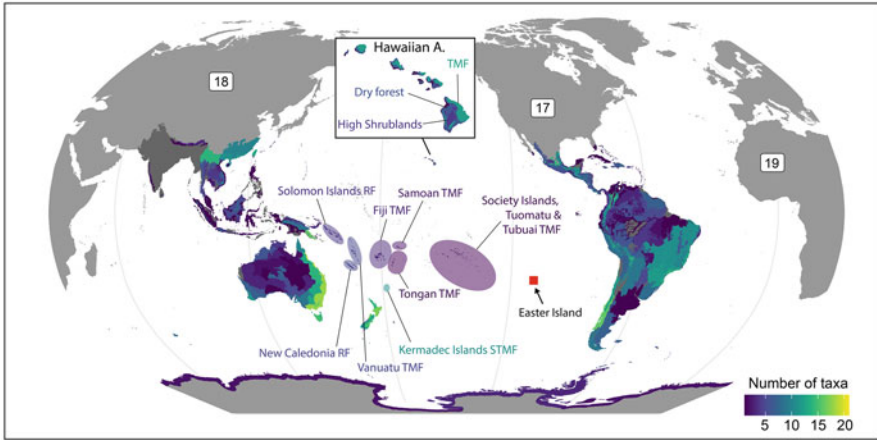 Hawaiian A.
TMF
Dry forest
High Shrublands
18
17
19
Solomon Islands RF
Samoan TMF
Fiji TMF
Society Islands,
Tuomatu &
Tubuai TMF
Tongan TMF
Easter Island
New Caledonia RF
Kermadec Islands STMF
Vanuatu TMF
Number of taxa
5 10 15 20